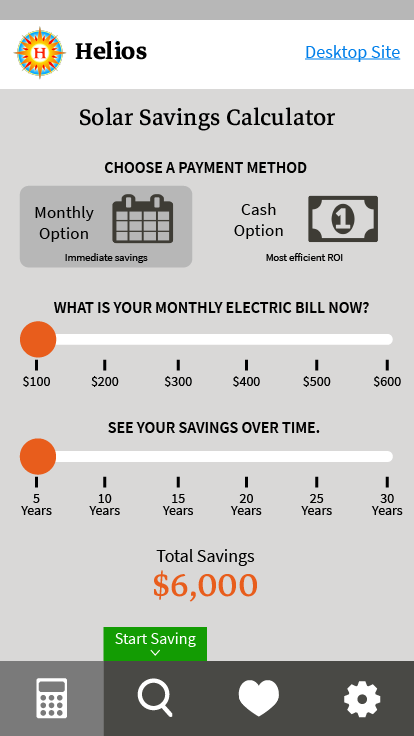 H
Helios
Desktop Site
Solar Savings Calculator
CHOOSE A PAYMENT METHOD
Monthly
Option
Immediate savings
1
Cash
Option
Most efficient ROI
WHAT IS YOUR MONTHLY ELECTRIC BILL NOW?
$100 $200 $300 $400 $500 $600
SEE YOUR SAVINGS OVER TIME.
5 10 15 20 25 30
Years Years Years Years Years Years
Total Savings
$6,000
Start Saving